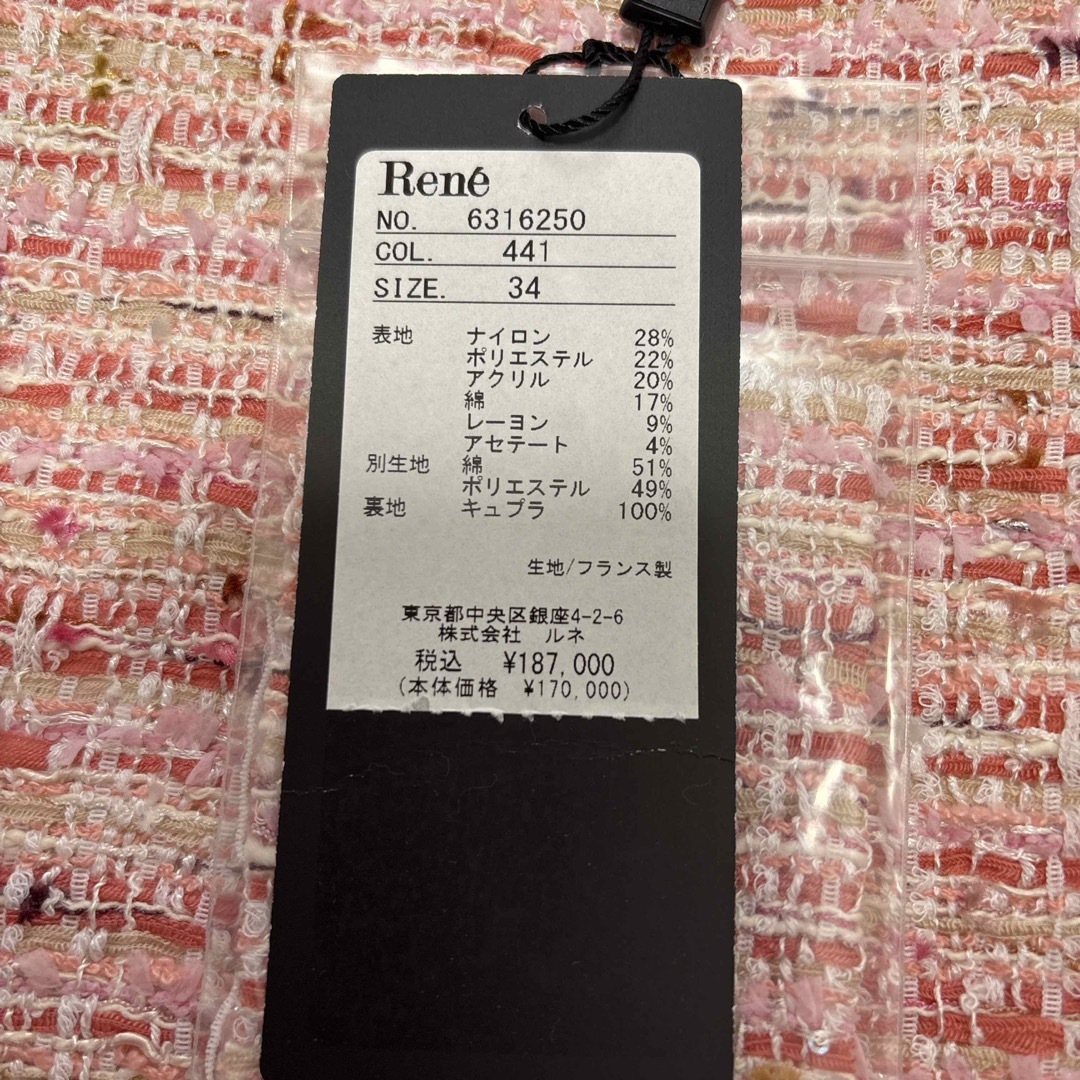 René
NO. 6316250
COL. 441
SIZE. 34
表地 ナイロン 28%
ポリエステル 22%
アクリル 20%
綿 17%
レーヨン 9%
アセテート 4%
別生地 綿 51%
ポリエステル 49%
裏地 キュプラ 100%
生地/フランス製
東京都中央区銀座4-2-6
株式会社 ルネ
税込 ¥187,000
(本体価格 ¥170,000)